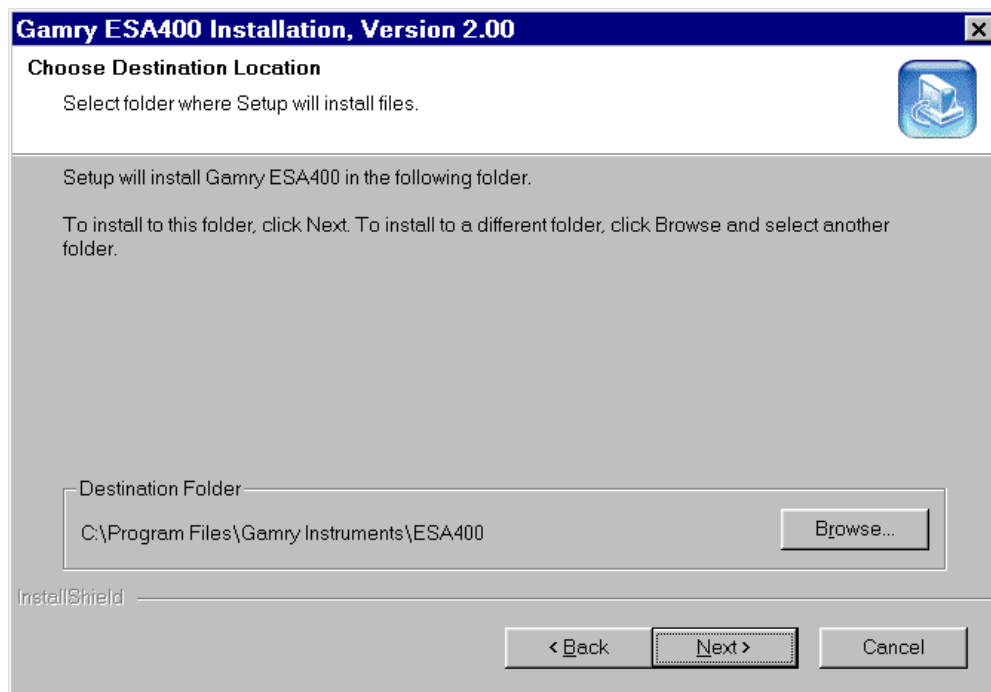 Gamry ESA400 Installation, Version 2.00
Choose Destination Location
Select folder where Setup will install files.
Setup will install Gamry ESA400 in the following folder.
To install to this folder, click Next. To install to a different folder, click Browse and select another
folder.
Destination Folder
C:\Program Files\Gamry Instruments\ESA400
Browse...
InstallShield
< Back
Next >
Cancel